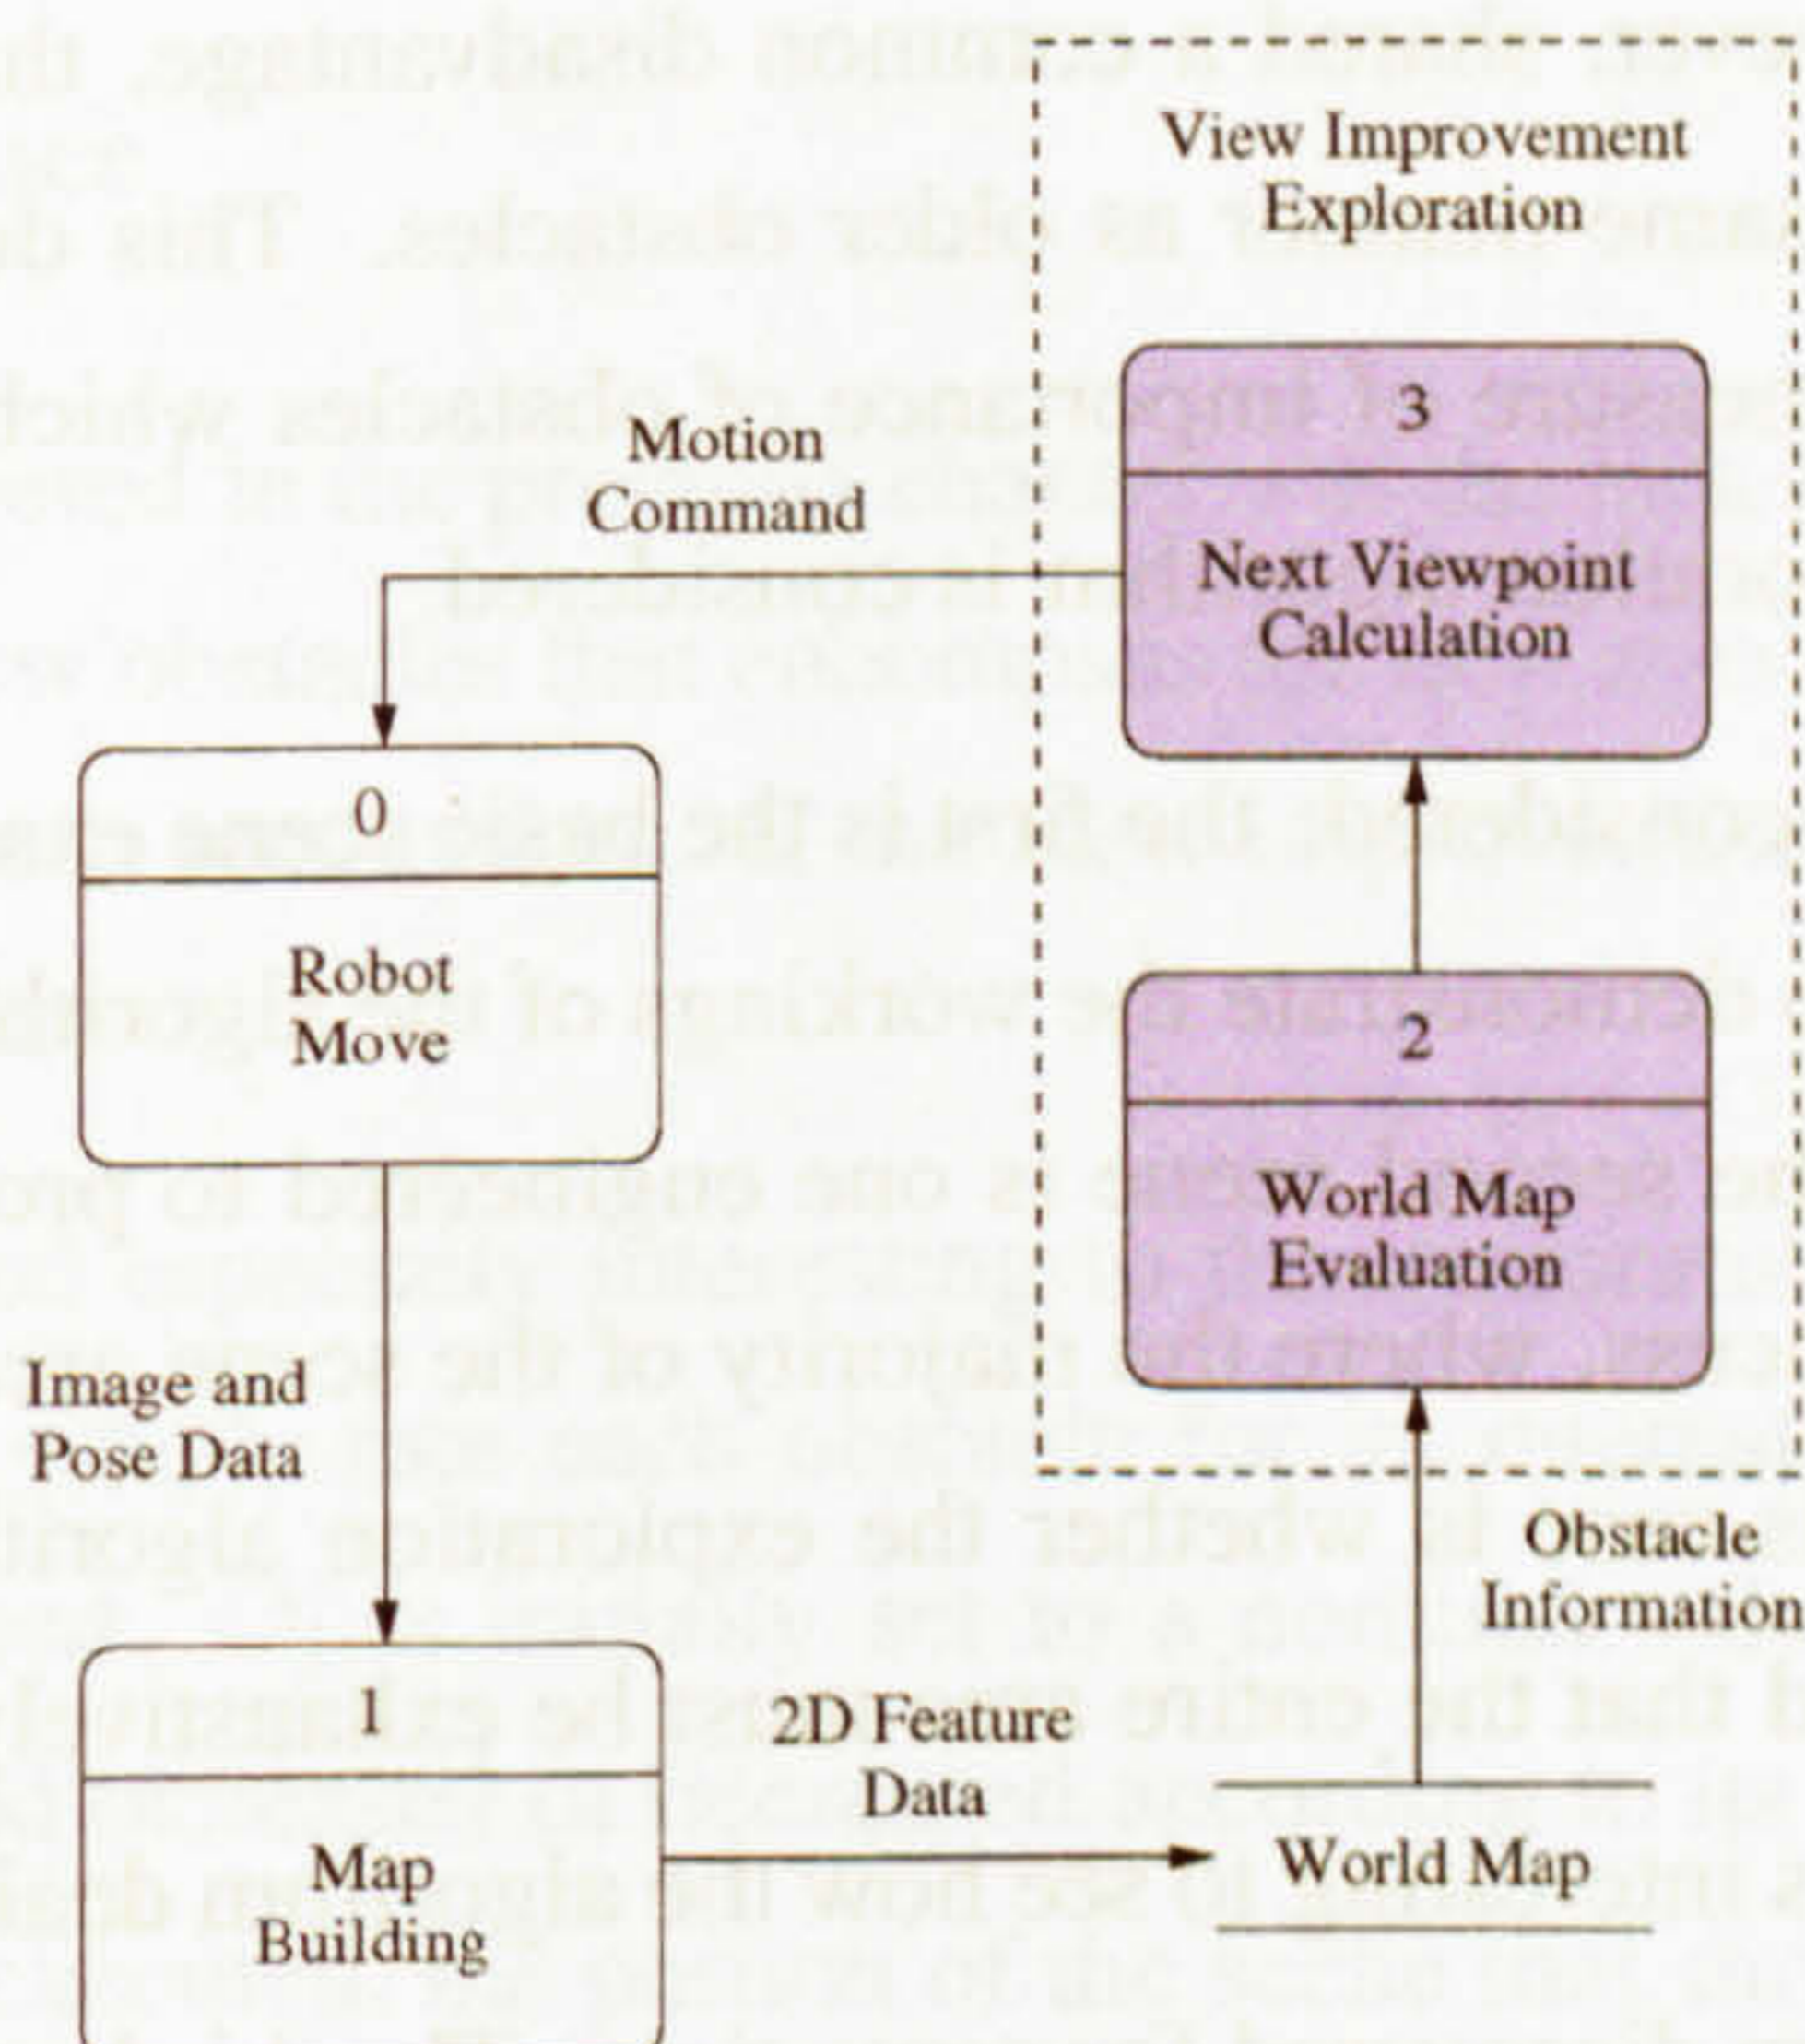 View Improvement
Exploration
3
Next Viewpoint
Calculation
Motion
Command
0
Robot
Move
2
World Map
Evaluation
Image and
Pose Data
Obstacle
Information
1
Map
Building
2D Feature
Data
World Map